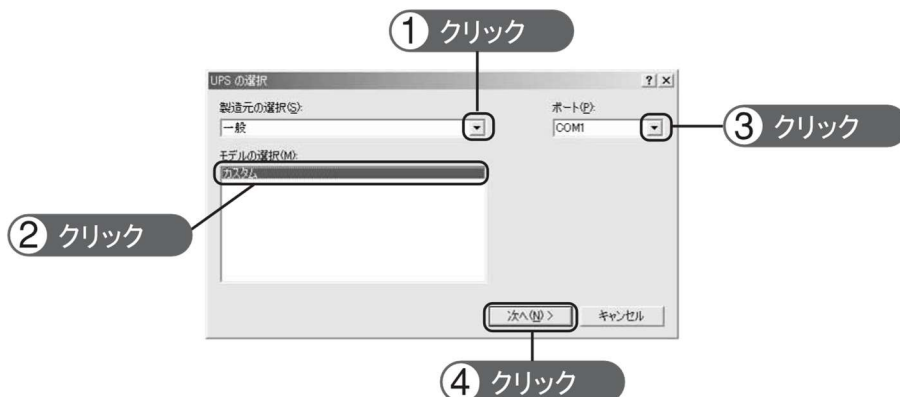 ① クリック
UPS の選択
製造元の選択(S):
ポート(P):
一般
COM1
③ クリック
モデルの選択(M):
カスタム
② クリック
次へ(N) >
キャンセル
④ クリック